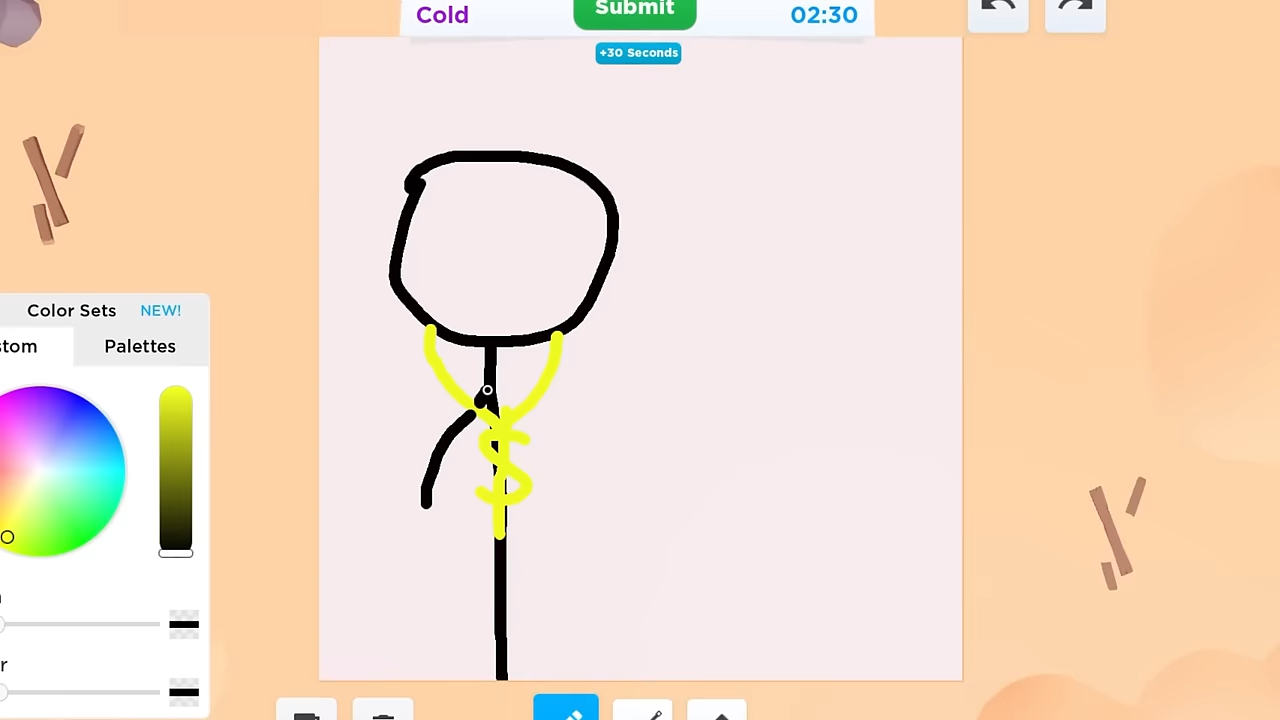 Cold
Submit
02:30
+30 Seconds
Color Sets NEW!
stom
Palettes
$
r